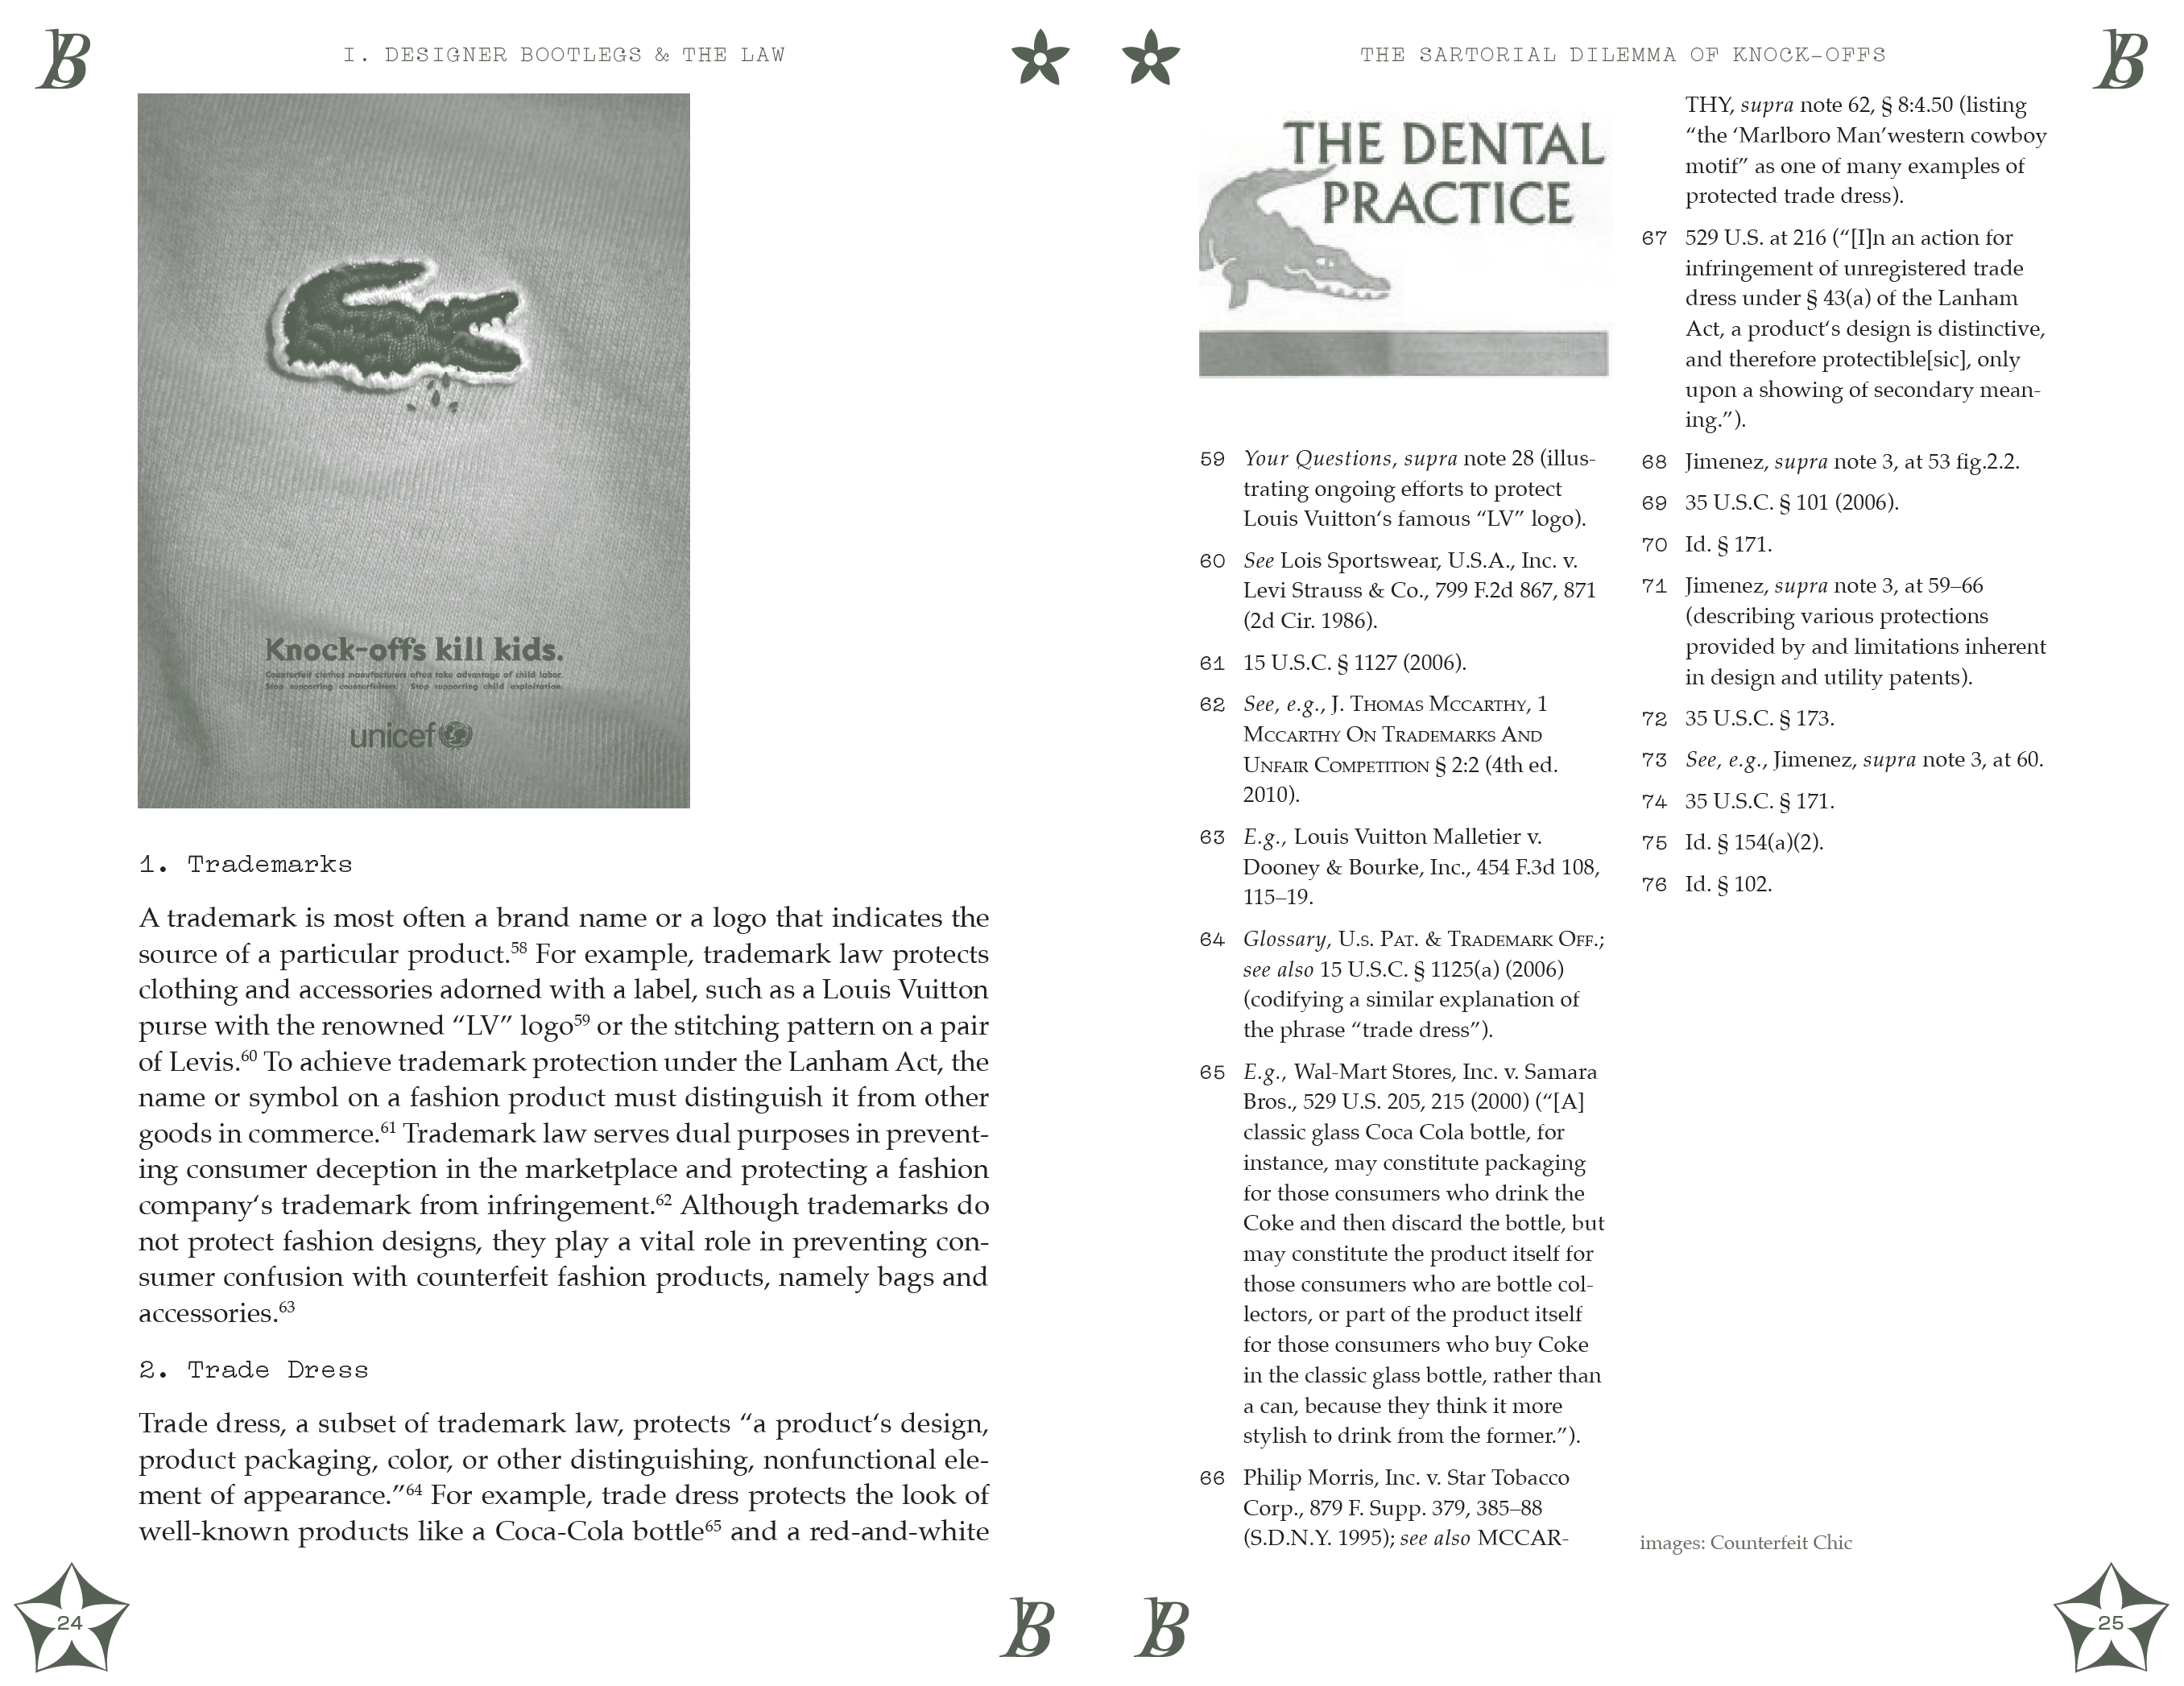 I. DESIGNER BOOTLEGS & THE LAW
Knock-offs kill kids.
Counterfeit clothes manufacturers often take advantage of child labor.
Stop supporting counterfeiters. Stop supporting child exploitation.
unicef
1. Trademarks
A trademark is most often a brand name or a logo that indicates the
source of a particular product.58 For example, trademark law protects
clothing and accessories adorned with a label, such as a Louis Vuitton
purse with the renowned “LV” logo59 or the stitching pattern on a pair
of Levis.60 To achieve trademark protection under the Lanham Act, the
name or symbol on a fashion product must distinguish it from other
goods in commerce.61 Trademark law serves dual purposes in prevent-
ing consumer deception in the marketplace and protecting a fashion
company‘s trademark from infringement.62 Although trademarks do
not protect fashion designs, they play a vital role in preventing con-
sumer confusion with counterfeit fashion products, namely bags and
accessories.63
2. Trade Dress
Trade dress, a subset of trademark law, protects “a product‘s design,
product packaging, color, or other distinguishing, nonfunctional ele-
ment of appearance.”64 For example, trade dress protects the look of
well-known products like a Coca-Cola bottle65 and a red-and-white
24
THE SARTORIAL DILEMMA OF KNOCK-OFFS
THE DENTAL
PRACTICE
59 Your Questions, supra note 28 (illus-
trating ongoing efforts to protect
Louis Vuitton‘s famous “LV” logo).
60 See Lois Sportswear, U.S.A., Inc. v.
Levi Strauss & Co., 799 F.2d 867, 871
(2d Cir. 1986).
61 15 U.S.C. § 1127 (2006).
62 See, e.g., J. Thomas Mccarthy, 1
Mccarthy On Trademarks And
Unfair Competition § 2:2 (4th ed.
2010).
63 E.g., Louis Vuitton Malletier v.
Dooney & Bourke, Inc., 454 F.3d 108,
115–19.
64 Glossary, U.s. Pat. & Trademark Off.;
see also 15 U.S.C. § 1125(a) (2006)
(codifying a similar explanation of
the phrase “trade dress”).
65 E.g., Wal-Mart Stores, Inc. v. Samara
Bros., 529 U.S. 205, 215 (2000) (“[A]
classic glass Coca Cola bottle, for
instance, may constitute packaging
for those consumers who drink the
Coke and then discard the bottle, but
may constitute the product itself for
those consumers who are bottle col-
lectors, or part of the product itself
for those consumers who buy Coke
in the classic glass bottle, rather than
a can, because they think it more
stylish to drink from the former.”).
66 Philip Morris, Inc. v. Star Tobacco
Corp., 879 F. Supp. 379, 385–88
(S.D.N.Y. 1995); see also MCCAR-
THY, supra note 62, § 8:4.50 (listing
“the ‘Marlboro Man’western cowboy
motif” as one of many examples of
protected trade dress).
67 529 U.S. at 216 (“[I]n an action for
infringement of unregistered trade
dress under § 43(a) of the Lanham
Act, a product‘s design is distinctive,
and therefore protectible[sic], only
upon a showing of secondary mean-
ing.”).
68 Jimenez, supra note 3, at 53 fig.2.2.
69 35 U.S.C. § 101 (2006).
70 Id. § 171.
71 Jimenez, supra note 3, at 59–66
(describing various protections
provided by and limitations inherent
in design and utility patents).
72 35 U.S.C. § 173.
73 See, e.g., Jimenez, supra note 3, at 60.
74 35 U.S.C. § 171.
75 Id. § 154(a)(2).
76 Id. § 102.
images: Counterfeit Chic
25